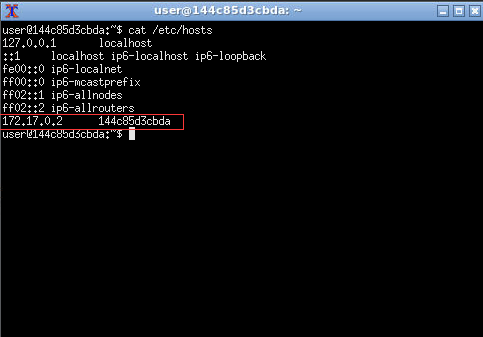 user@144c85d3cbda: ~
user@144c85d3cbda:~$ cat /etc/hosts
127.0.0.1 localhost
::1 localhost ip6-localhost ip6-loopback
fe00::0 ip6-localnet
ff00::0 ip6-mcastprefix
ff02::1 ip6-allnodes
ff02::2 ip6-allrouters
172.17.0.2 144c85d3cbda
user@144c85d3cbda:~$